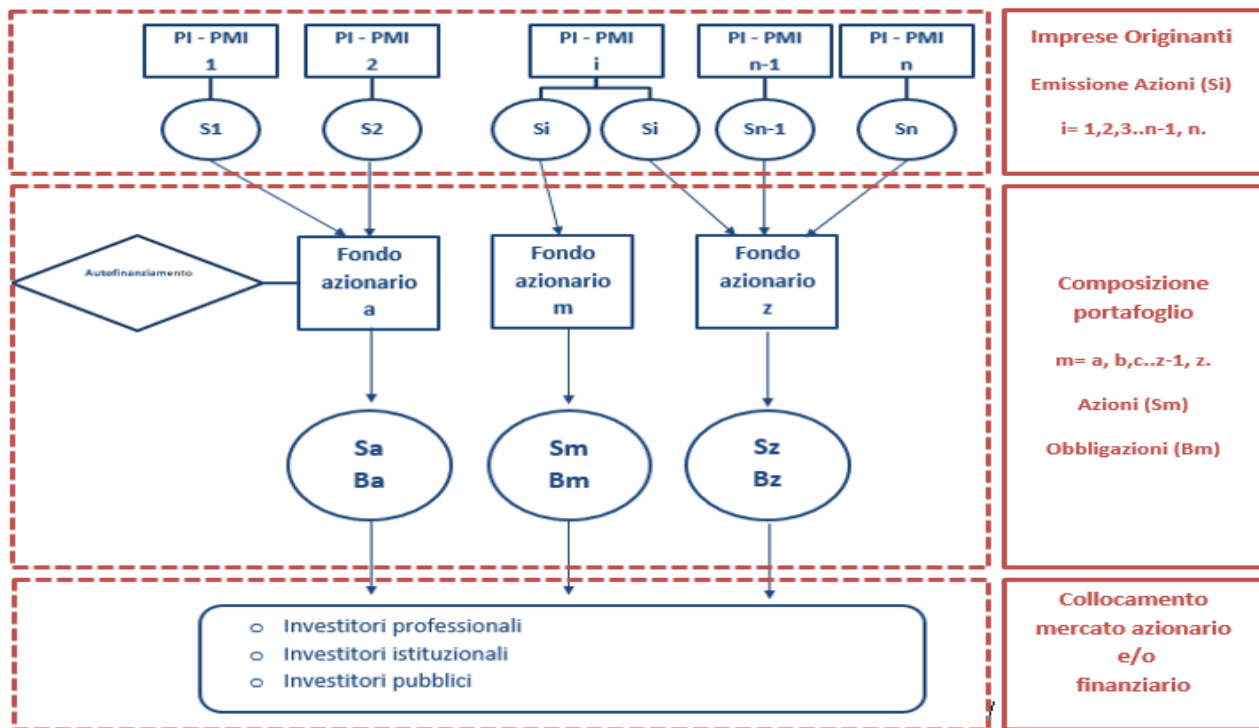 PI - PMI
1
PI - PMI
2
PI - PMI
i
PI - PMI
n-1
PI - PMI
n
S1
S2
Si
Si
Sn-1
Sn
Imprese Originanti
Emissione Azioni (Si)
i= 1,2,3..n-1, n.
Autofinanziamento
Fondo
azionario
a
Fondo
azionario
m
Fondo
azionario
z
Sa
Ba
Sm
Bm
Sz
Bz
Composizione
portafoglio
m= a, b,c..z-1, z.
Azioni (Sm)
Obbligazioni (Bm)
o Investitori professionali
o Investitori istituzionali
o Investitori pubblici
Collocamento
mercato azionario
e/o
finanziario